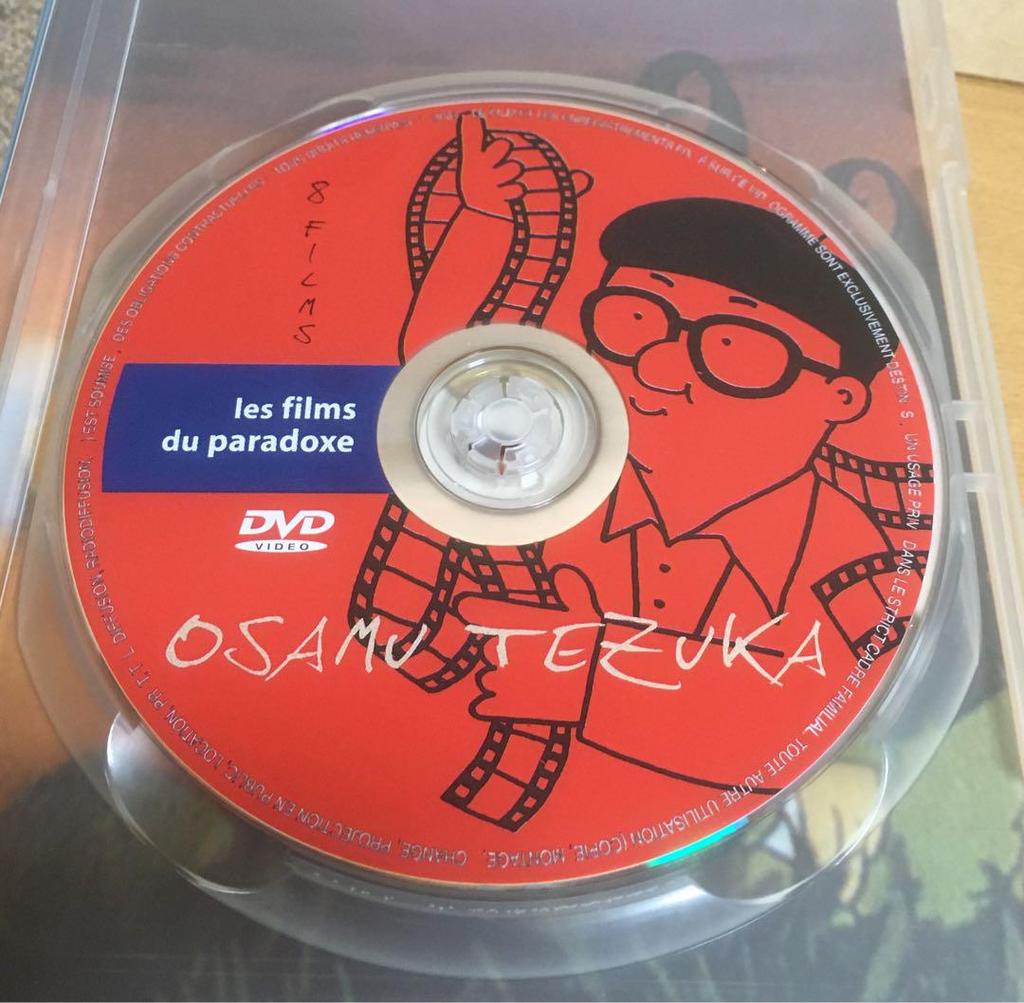 8 FILMS
les films
du paradoxe
DVD
VIDEO
OSAMU TEZUKA
SONT EXCLUSIVEMENT DESTIN S. UN USAGE PRIV DANS LE STRICT CADRE FAMILIAL. TOUTE AUTRE UTILISATION (COPIE, MONTAGE, CHANGE, PROJECTION EN PUBLIC, LOCATION, PR T, T L DIFFUSION, RADIODIFFUSION, EST SOUMISE, DES OBLIGATIONS CONTRACTUELLES